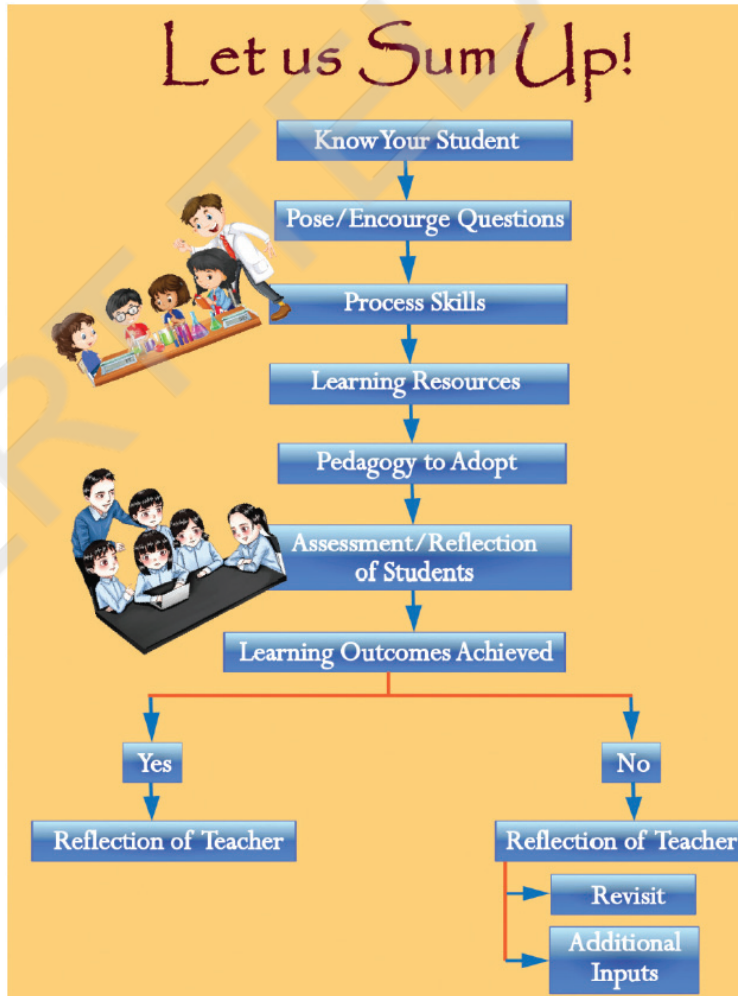 Let us Sum Up!
Know Your Student
Pose/Encourge Questions
Process Skills
Learning Resources
Pedagogy to Adopt
Assessment/Reflection
of Students
Learning Outcomes Achieved
Yes
No
Reflection of Teacher
Reflection of Teacher
Revisit
Additional
Inputs